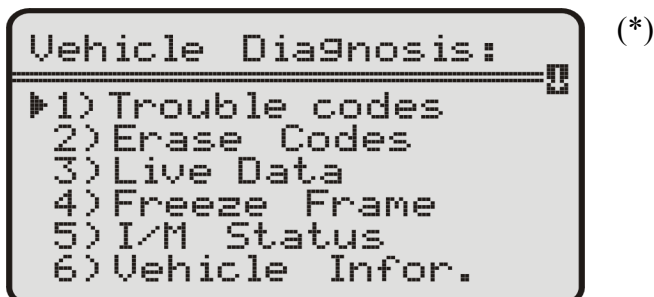 Vehicle Diagnosis: (*)
1) Trouble codes
2) Erase Codes
3) Live Data
4) Freeze Frame
5) I/M Status
6) Vehicle Infor.